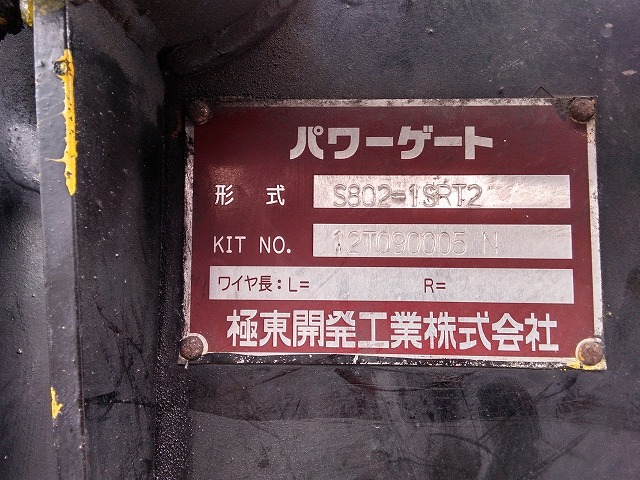 パワーゲート
形 式 S802-1SRT2
KIT NO. 12T090005 N
ワイヤ長:L= R=
極東開発工業株式会社